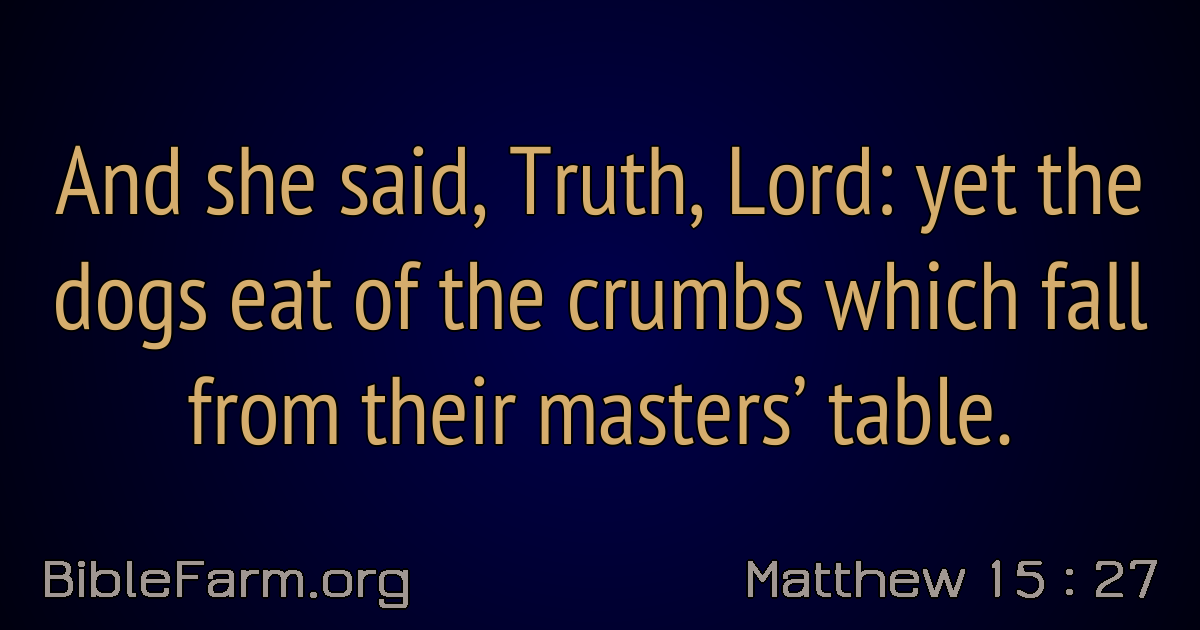 And she said, Truth, Lord: yet the
dogs eat of the crumbs which fall
from their masters’ table.
BibleFarm.org
Matthew 15 : 27